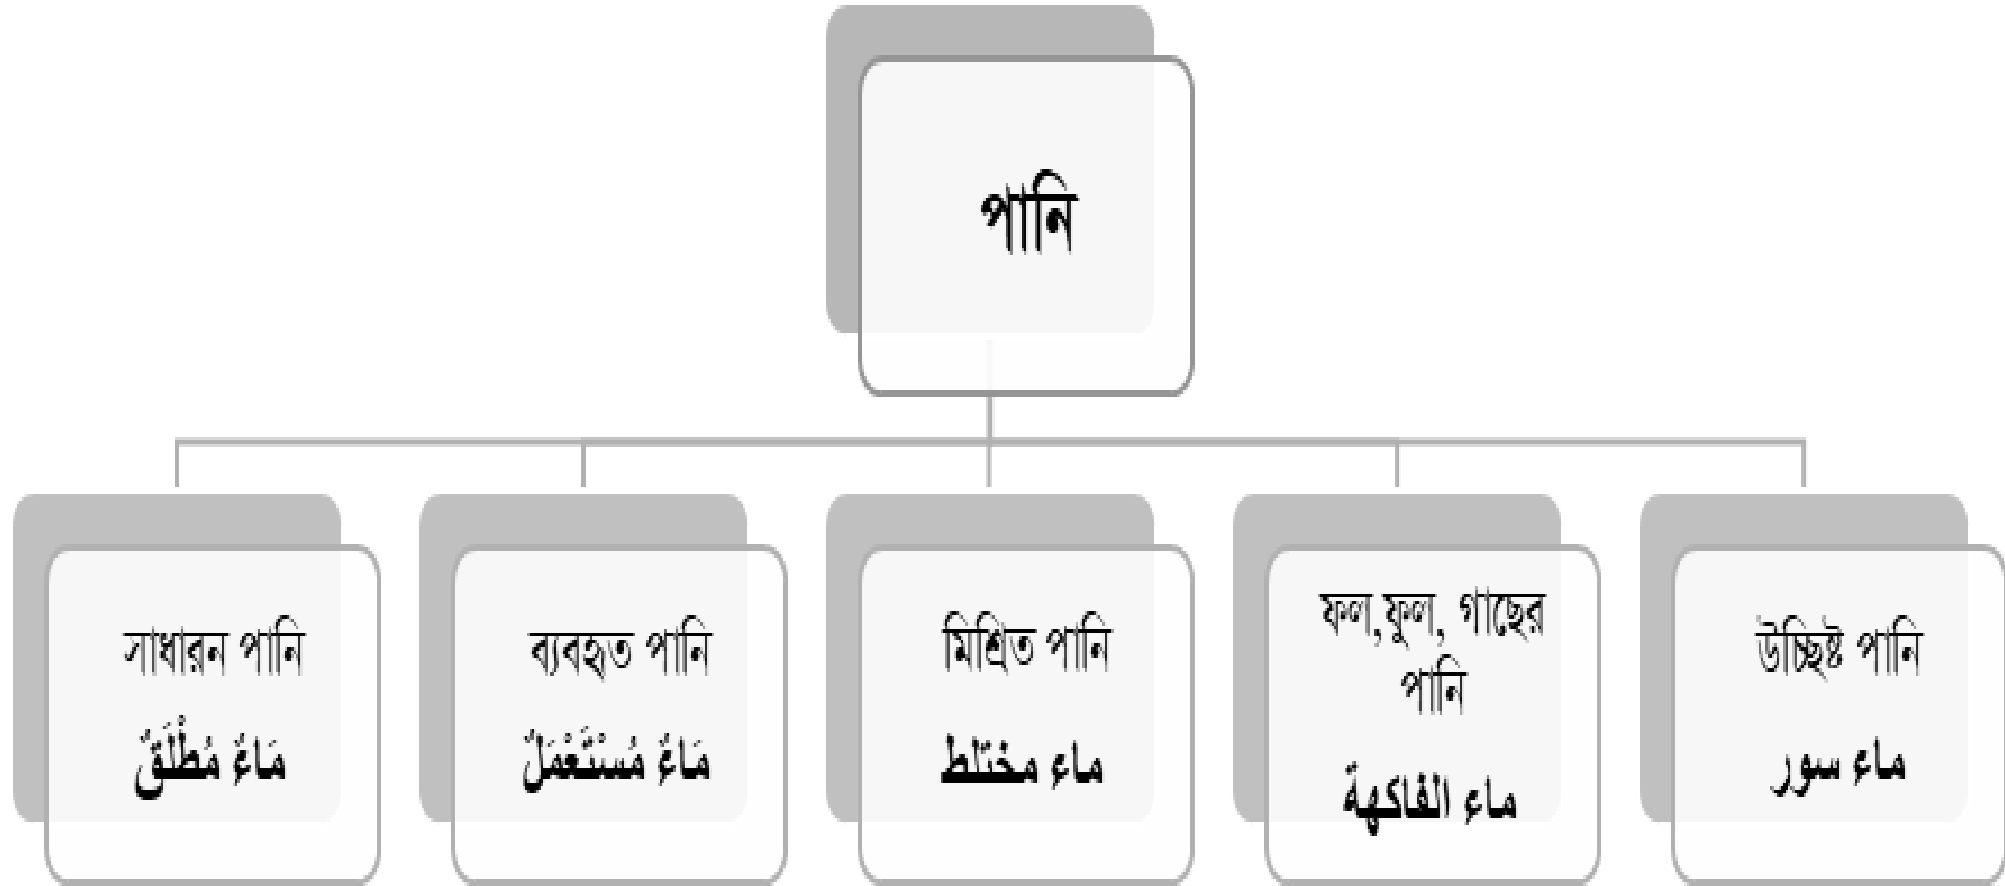 পানি
সাধারন পানি
مَاءٌ مُطْلَقٌ
ব্যবহৃত পানি
مَاءٌ مُسْتَعْمَلٌ
মিশ্রিত পানি
ماء مختلط
ফল,ফুল, গাছের
পানি
ماء الفاكهة
উচ্ছিষ্ট পানি
ماء سور